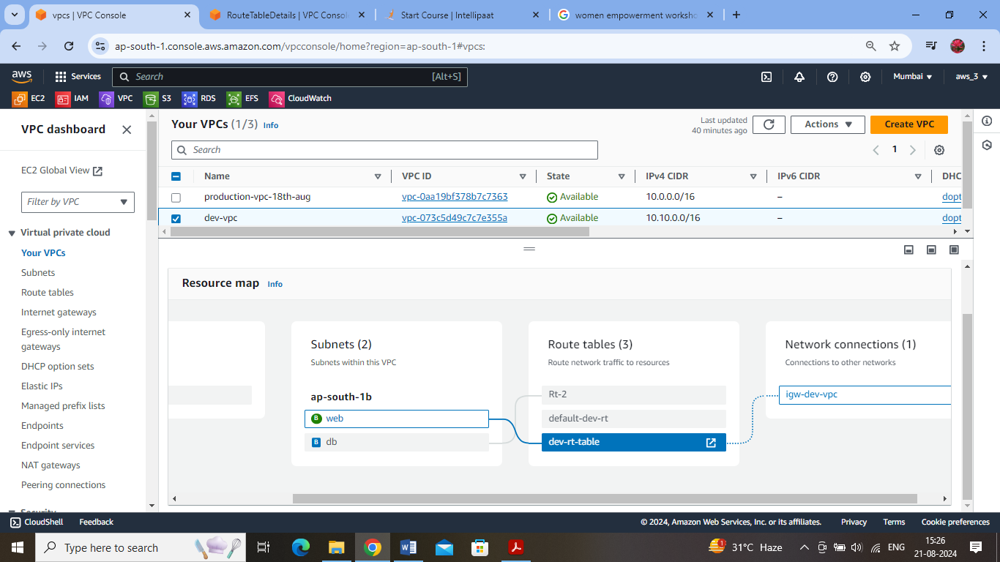 vpcs | VPC Console
RouteTableDetails | VPC Consol
Start Course | Intellipaat
women empowerment worksho
ap-south-1.console.aws.amazon.com/vpcconsole/home?region=ap-south-1#vpcs:
aws
Services
Search
[Alt+S]
Mumbai
aws_3
EC2
IAM
VPC
S3
RDS
EFS
CloudWatch
VPC dashboard
EC2 Global View
Filter by VPC
Virtual private cloud
Your VPCs
Subnets
Route tables
Internet gateways
Egress-only internet
gateways
DHCP option sets
Elastic IPs
Managed prefix lists
Endpoints
Endpoint services
NAT gateways
Peering connections
Security
Your VPCs (1/3) Info
Last updated
40 minutes ago
Actions
Create VPC
Search
1
Name VPC ID State IPv4 CIDR IPv6 CIDR DHC
production-vpc-18th-aug vpc-0aa19bf378b7c7363 Available 10.0.0.0/16 – dopt
dev-vpc vpc-073c5d49c7c7e355a Available 10.10.0.0/16 – dopt
Resource map Info
Subnets (2)
Subnets within this VPC
ap-south-1b
B web
B db
Route tables (3)
Route network traffic to resources
Rt-2
default-dev-rt
dev-rt-table
Network connections (1)
Connections to other networks
igw-dev-vpc
CloudShell
Feedback
© 2024, Amazon Web Services, Inc. or its affiliates.
Privacy
Terms
Cookie preferences
Type here to search
1
31°C Haze
ENG
15:26
21-08-2024